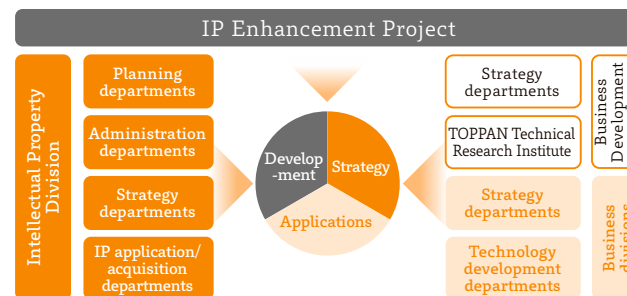 IP Enhancement Project
Intellectual Property
Division
Planning
departments
Administration
departments
Strategy
departments
IP application/
acquisition
departments
Develop
-ment
Strategy
Applications
Strategy
departments
TOPPAN Technical
Research Institute
Strategy
departments
Technology
development
departments
Business
Development
Business
divisions